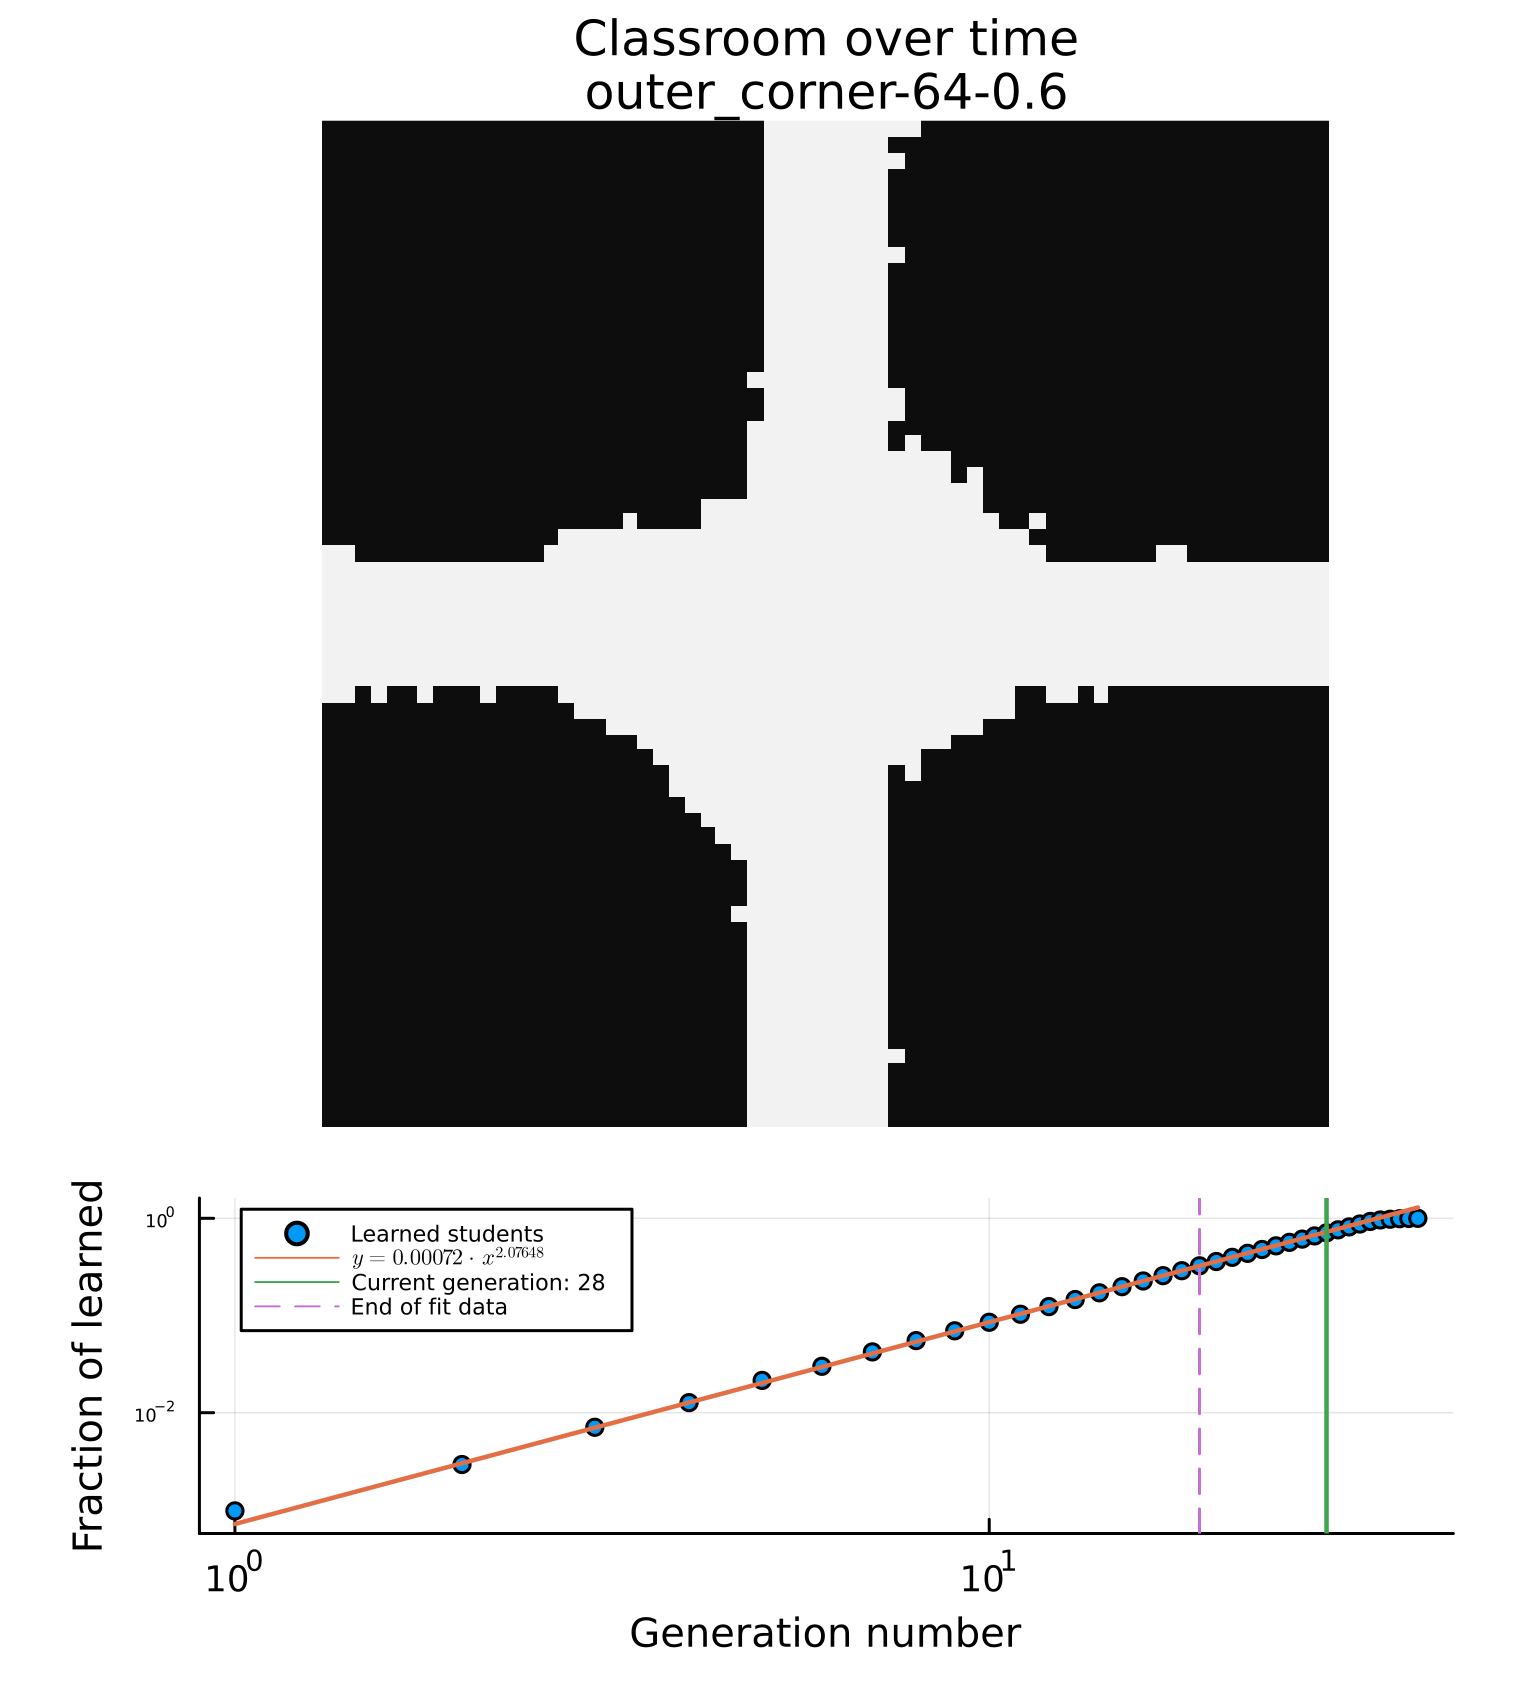 Classroom over time
outer_corner-64-0.6
Fraction of learned
10^0
10^-2
Learned students
y = 0.00072 · x^2.07648
Current generation: 28
End of fit data
10^0
10^1
Generation number